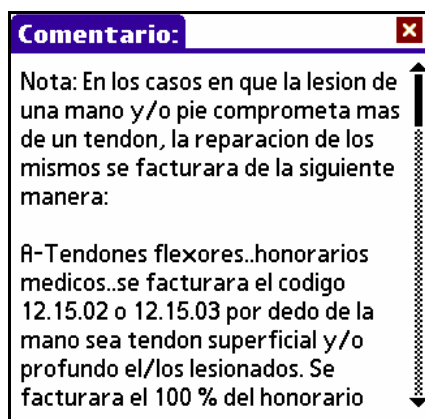 Comentario:
Nota: En los casos en que la lesion de
una mano y/o pie comprometa mas
de un tendon, la reparacion de los
mismos se facturara de la siguiente
manera:
A-Tendones flexores..honorarios
medicos..se facturara el codigo
12.15.02 o 12.15.03 por dedo de la
mano sea tendon superficial y/o
profundo el/los lesionados. Se
facturara el 100 % del honorario